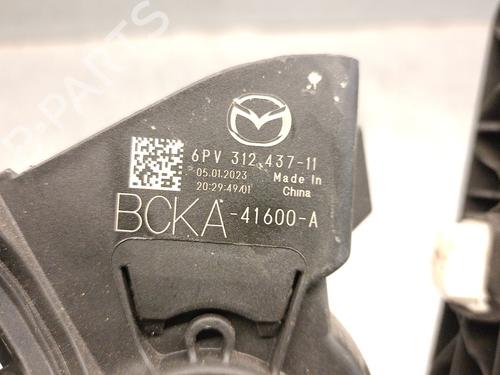 6PV 312.437-11
05.01.2023
20:29:49/01
Made in
China
BCKA-41600-A